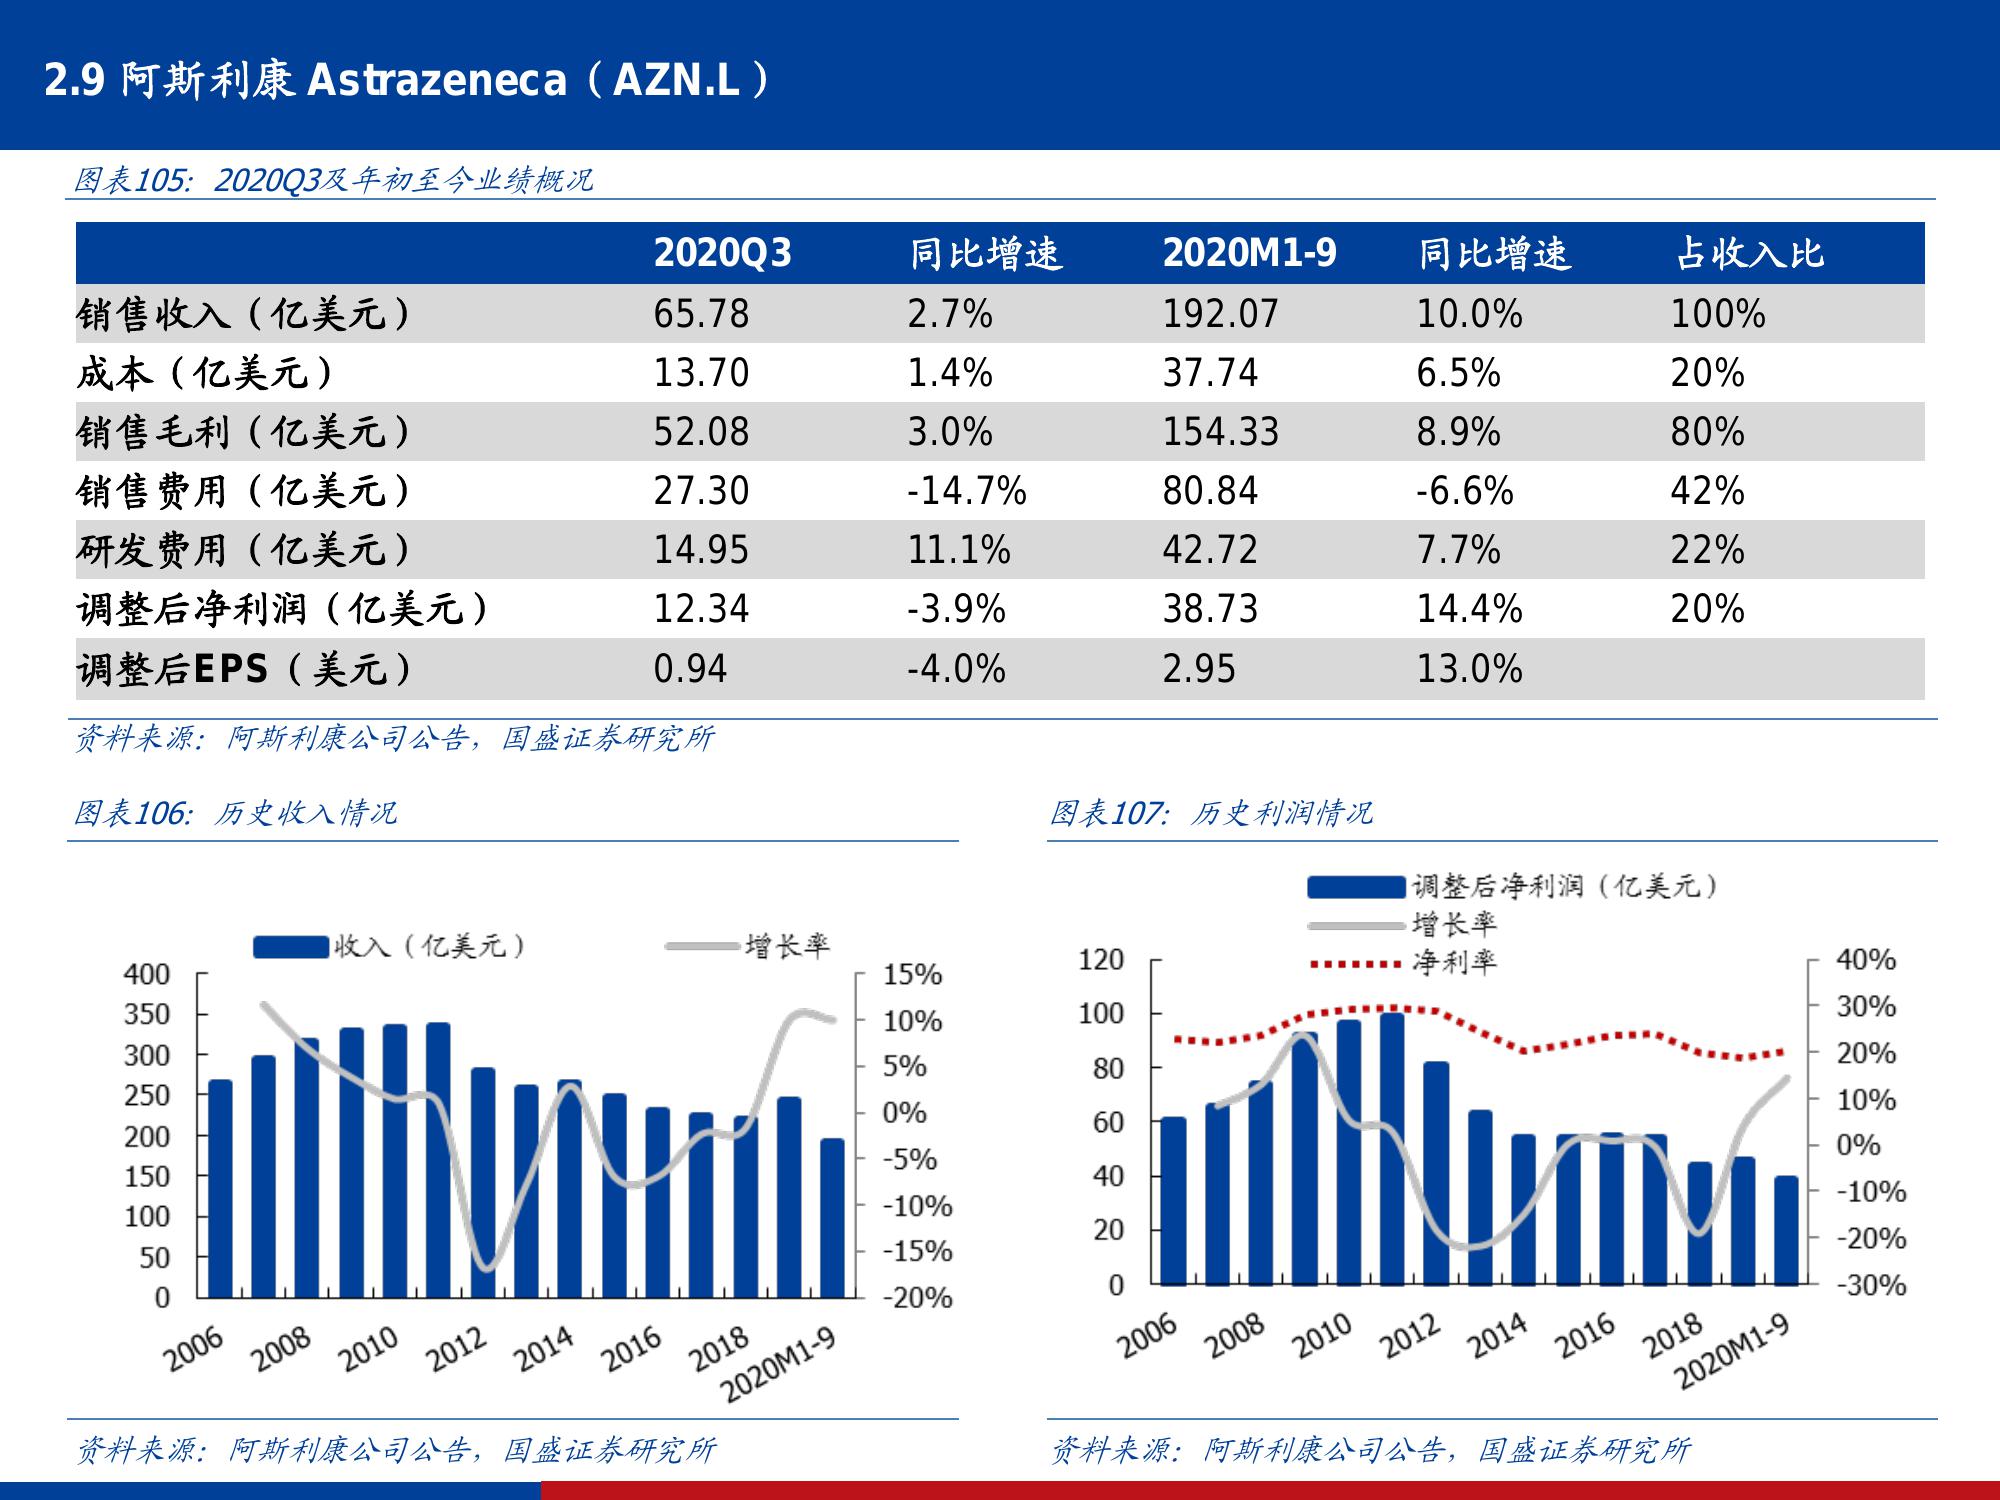 2.9 阿斯利康 Astrazeneca（AZN.L）
图表105：2020Q3及年初至今业绩概况
2020Q3 同比增速 2020M1-9 同比增速 占收入比
销售收入（亿美元） 65.78 2.7% 192.07 10.0% 100%
成本（亿美元） 13.70 1.4% 37.74 6.5% 20%
销售毛利（亿美元） 52.08 3.0% 154.33 8.9% 80%
销售费用（亿美元） 27.30 -14.7% 80.84 -6.6% 42%
研发费用（亿美元） 14.95 11.1% 42.72 7.7% 22%
调整后净利润（亿美元） 12.34 -3.9% 38.73 14.4% 20%
调整后EPS（美元） 0.94 -4.0% 2.95 13.0%
资料来源：阿斯利康公司公告，国盛证券研究所
图表106：历史收入情况
收入（亿美元） 增长率
400 15%
350 10%
300 5%
250 0%
200 -5%
150 -10%
100 -15%
50 -20%
0
2006 2008 2010 2012 2014 2016 2018 2020M1-9
资料来源：阿斯利康公司公告，国盛证券研究所
图表107：历史利润情况
调整后净利润（亿美元）
增长率
净利率
120 40%
100 30%
80 20%
60 10%
40 0%
20 -10%
0 -20%
-30%
2006 2008 2010 2012 2014 2016 2018 2020M1-9
资料来源：阿斯利康公司公告，国盛证券研究所